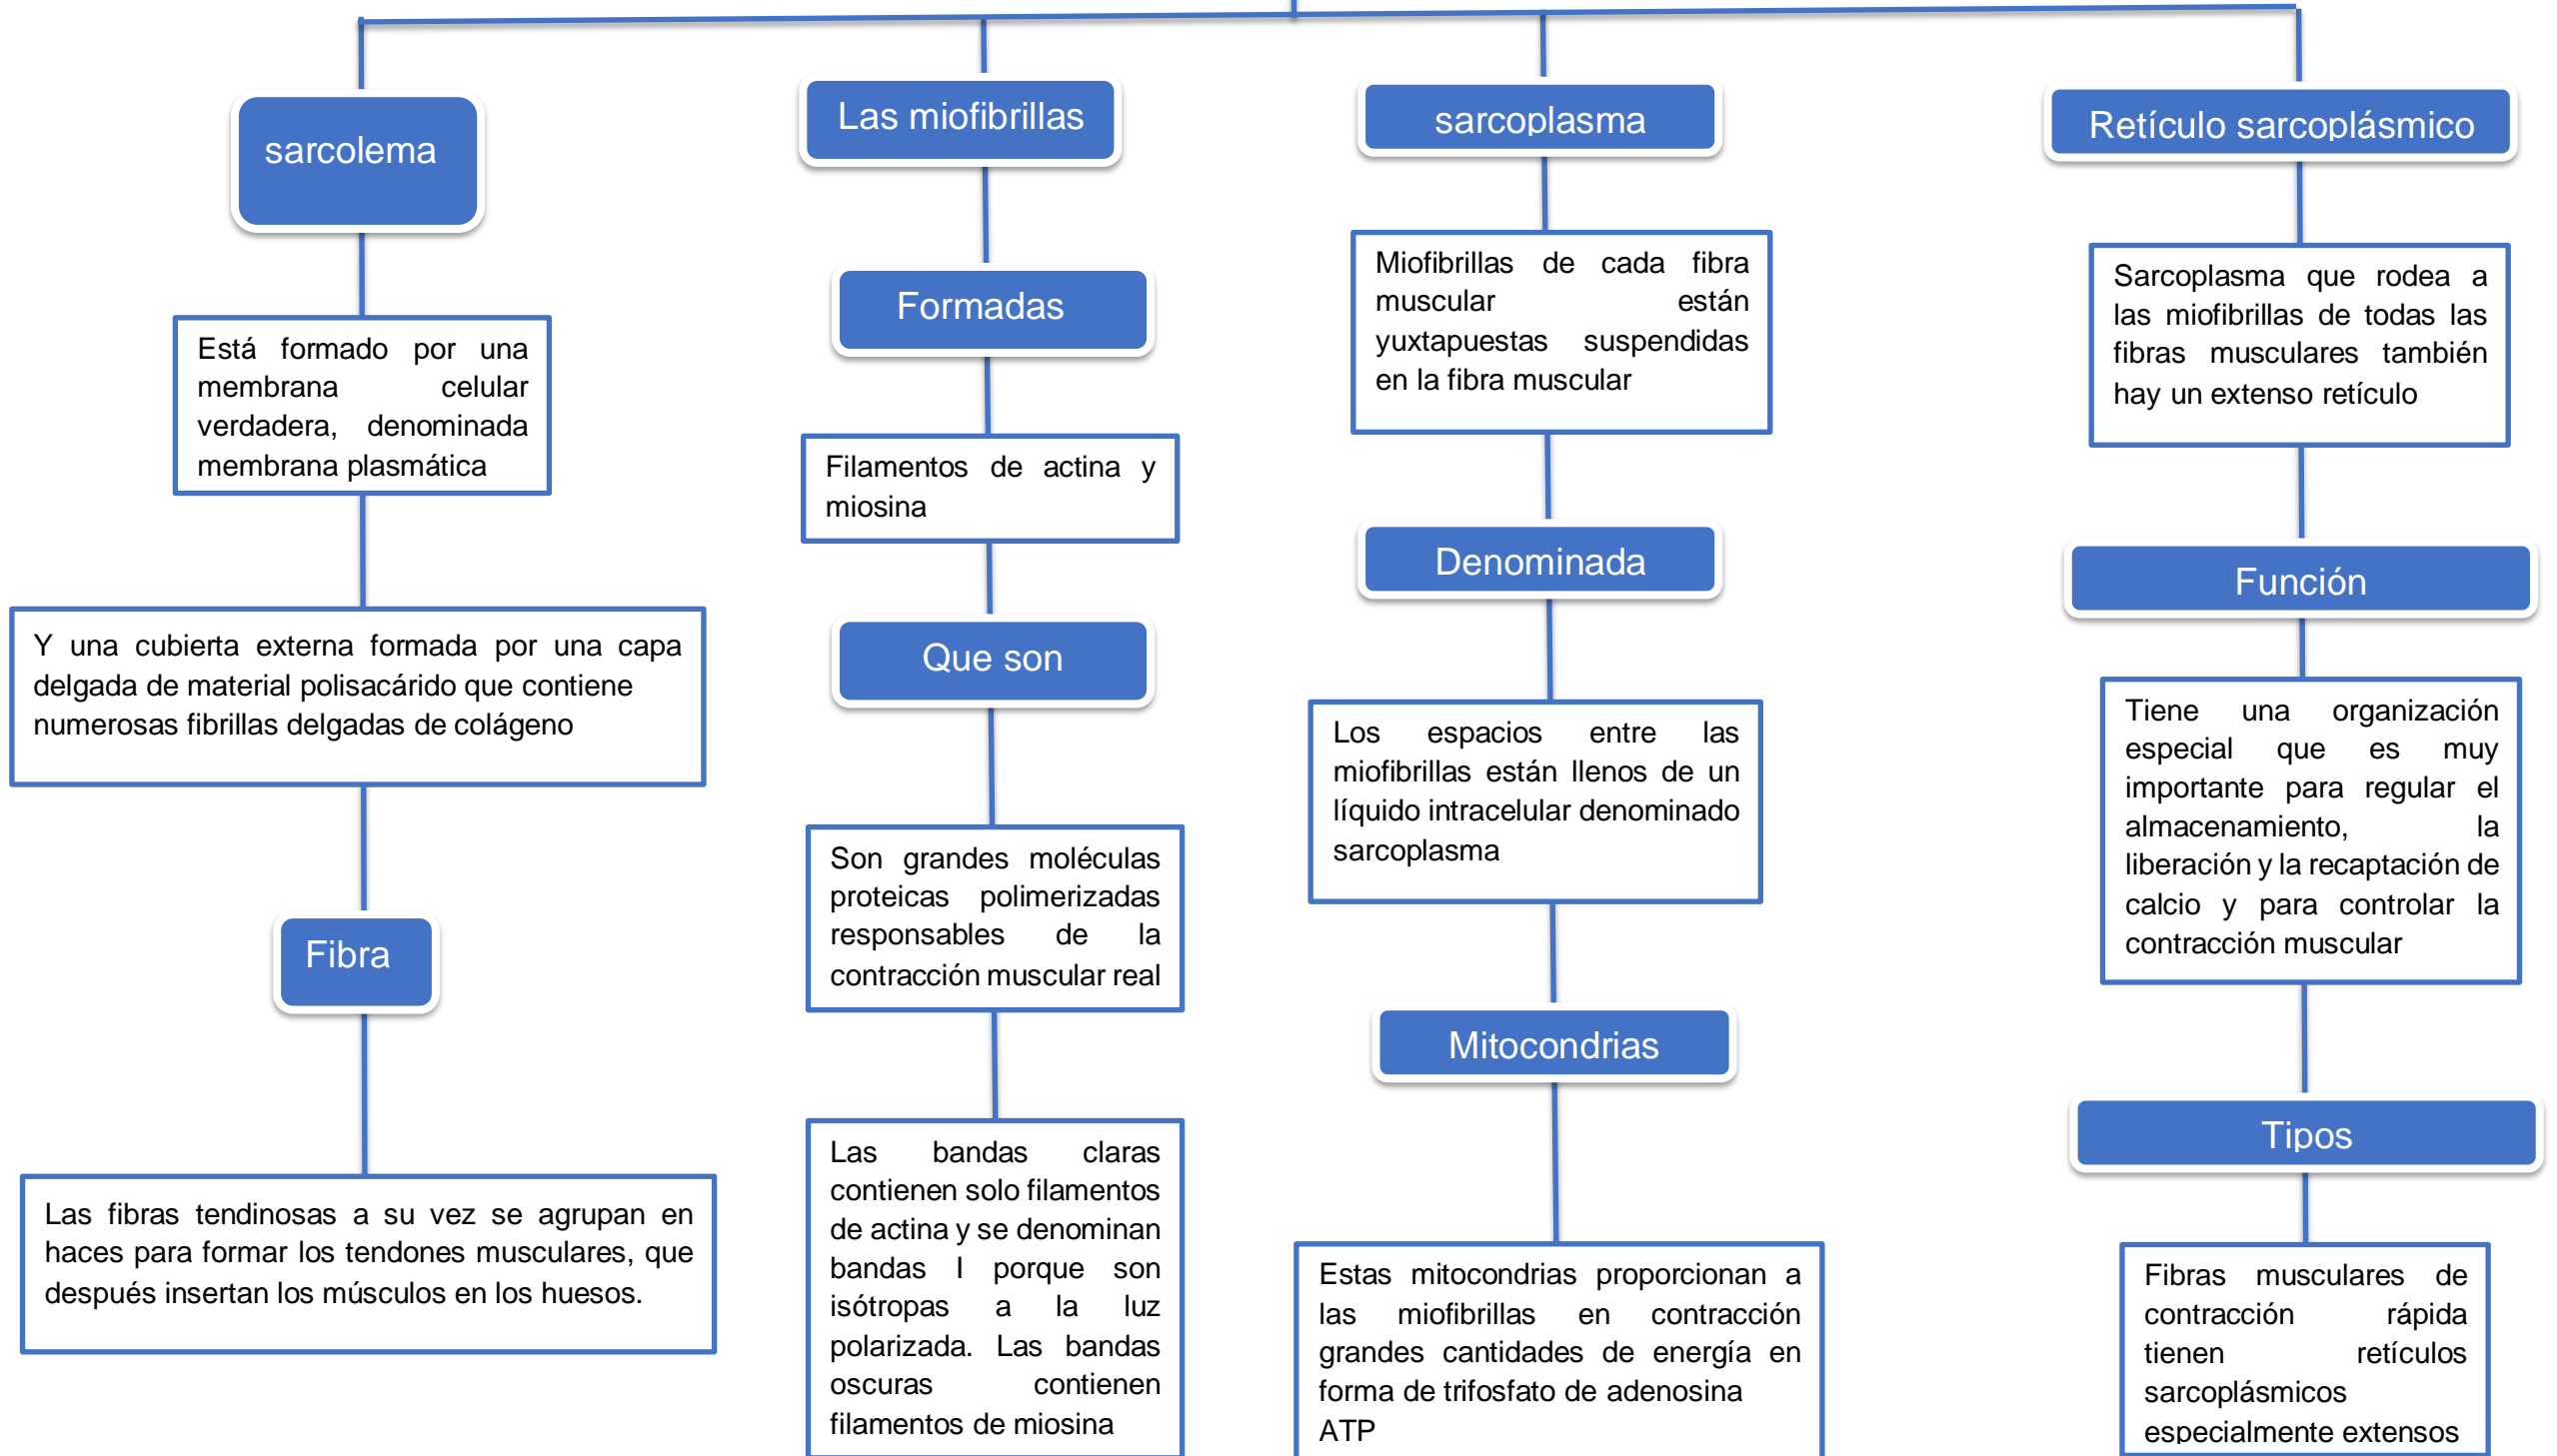 sarcolema
Está formado por una
membrana celular
verdadera, denominada
membrana plasmática
Y una cubierta externa formada por una capa
delgada de material polisacárido que contiene
numerosas fibrillas delgadas de colágeno
Fibra
Las fibras tendinosas a su vez se agrupan en
haces para formar los tendones musculares, que
después insertan los músculos en los huesos.
Las miofibrillas
Formadas
Filamentos de actina y
miosina
Que son
Son grandes moléculas
proteicas polimerizadas
responsables de la
contracción muscular real
Las bandas claras
contienen solo filamentos
de actina y se denominan
bandas I porque son
isótropas a la luz
polarizada. Las bandas
oscuras contienen
filamentos de miosina
sarcoplasma
Miofibrillas de cada fibra
muscular están
yuxtapuestas suspendidas
en la fibra muscular
Denominada
Los espacios entre las
miofibrillas están llenos de un
líquido intracelular denominado
sarcoplasma
Mitocondrias
Estas mitocondrias proporcionan a
las miofibrillas en contracción
grandes cantidades de energía en
forma de trifosfato de adenosina
ATP
Retículo sarcoplásmico
Sarcoplasma que rodea a
las miofibrillas de todas las
fibras musculares también
hay un extenso retículo
Función
Tiene una organización
especial que es muy
importante para regular el
almacenamiento, la
liberación y la recaptación de
calcio y para controlar la
contracción muscular
Tipos
Fibras musculares de
contracción rápida
tienen retículos
sarcoplásmicos
especialmente extensos